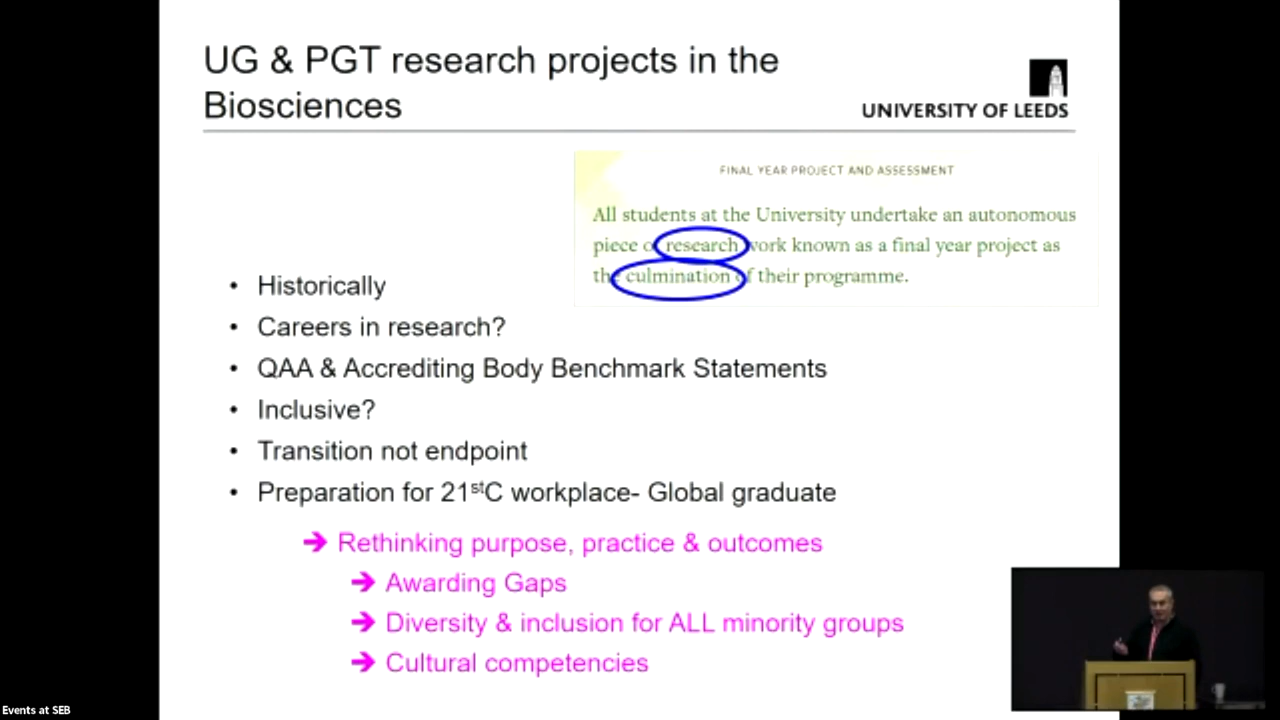 UG & PGT research projects in the
Biosciences
UNIVERSITY OF LEEDS
FINAL YEAR PROJECT AND ASSESSMENT
All students at the University undertake an autonomous
piece of research work known as a final year project as
the culmination of their programme.
• Historically
• Careers in research?
• QAA & Accrediting Body Benchmark Statements
• Inclusive?
• Transition not endpoint
• Preparation for 21stC workplace- Global graduate
➔ Rethinking purpose, practice & outcomes
➔ Awarding Gaps
➔ Diversity & inclusion for ALL minority groups
➔ Cultural competencies
Events at SEB